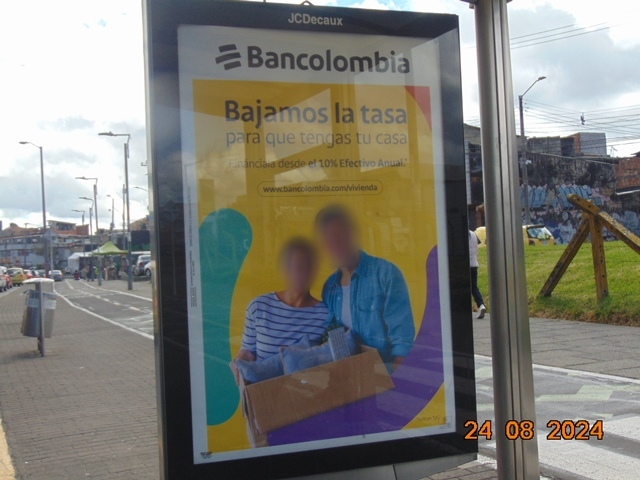 JCDecaux
Bancolombia
Bajamos la tasa
para que tengas tu casa
Finánciala desde el 10% Efectivo Anual.*
www.bancolombia.com/vivienda
24 08 2024